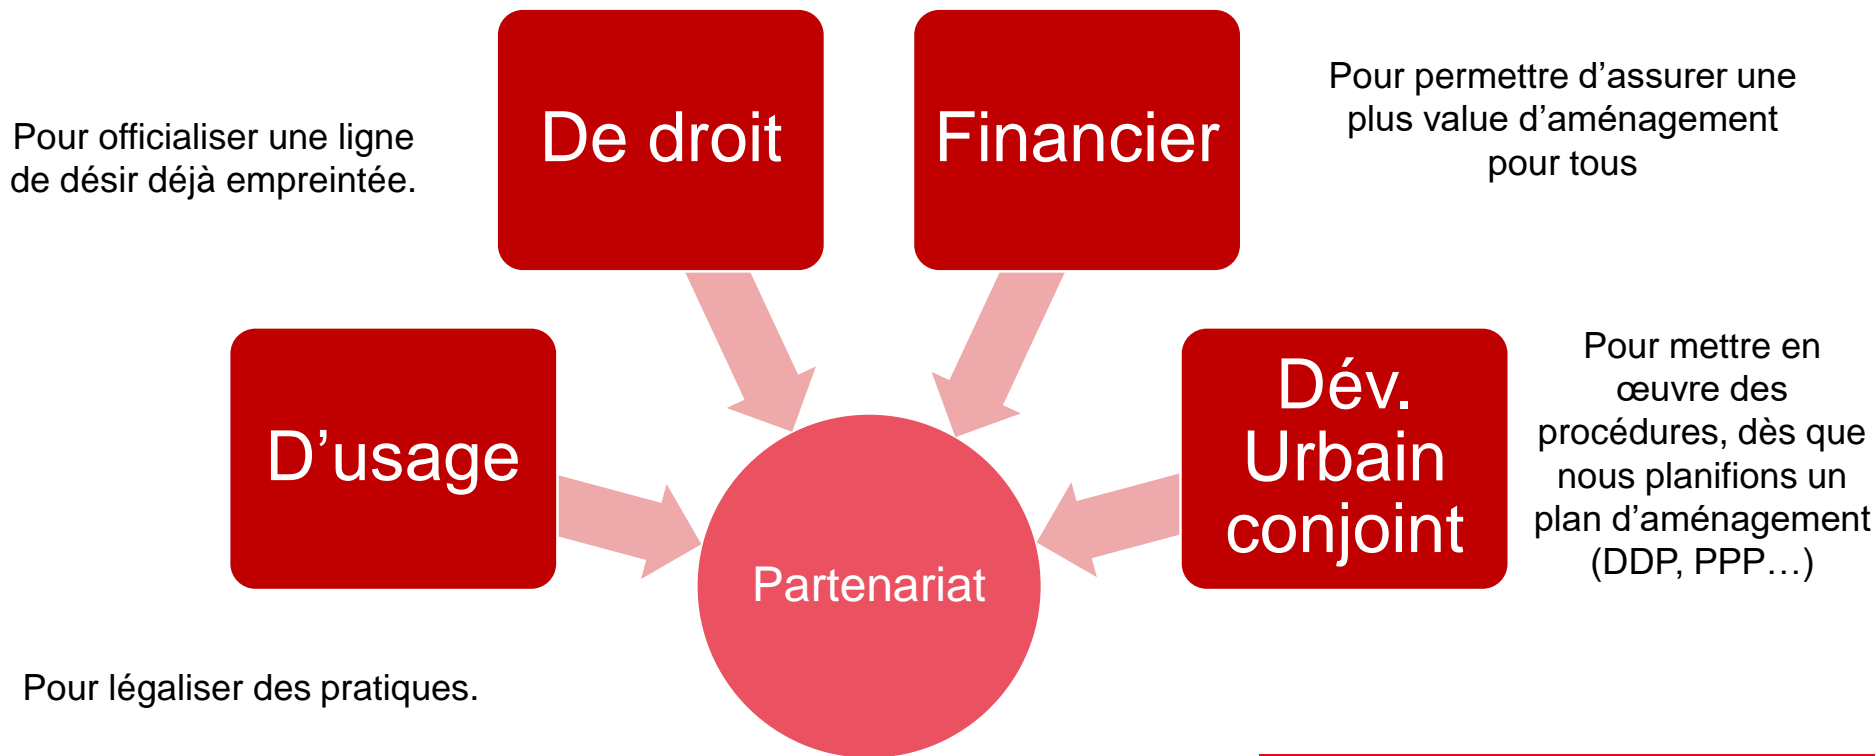 Pour officialiser une ligne
de désir déjà empreintée.
De droit
Financier
Pour permettre d’assurer une
plus value d’aménagement
pour tous
D’usage
Pour légaliser des pratiques.
Partenariat
Dév.
Urbain
conjoint
Pour mettre en
œuvre des
procédures, dès que
nous planifions un
plan d’aménagement
(DDP, PPP…)